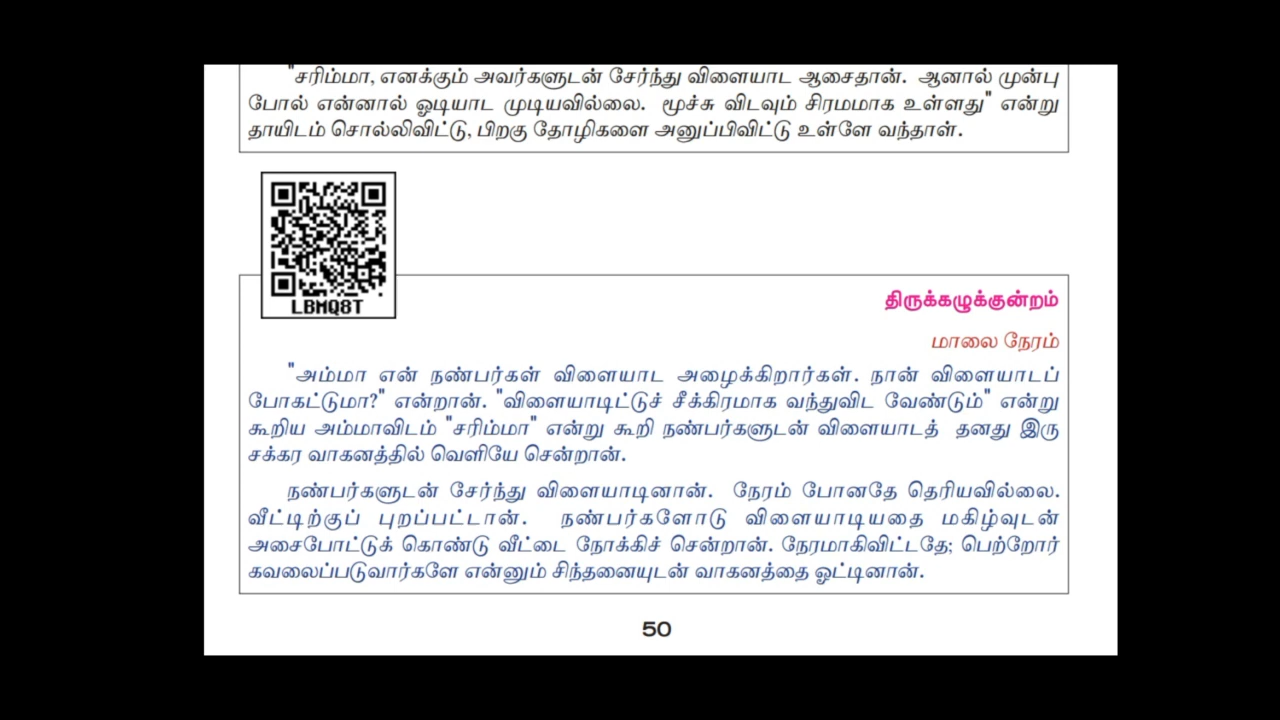 "சரிம்மா, எனக்கும் அவர்களுடன் சேர்ந்து விளையாட ஆசைதான். ஆனால் முன்பு
போல் என்னால் ஓடியாட முடியவில்லை. மூச்சு விடவும் சிரமமாக உள்ளது" என்று
தாயிடம் சொல்லிவிட்டு, பிறகு தோழிகளை அனுப்பிவிட்டு உள்ளே வந்தாள்.
LBMQ8T
திருக்கழுக்குன்றம்
மாலை நேரம்
"அம்மா என் நண்பர்கள் விளையாட அழைக்கிறார்கள். நான் விளையாடப்
போகட்டுமா?" என்றான். "விளையாடிட்டுச் சீக்கிரமாக வந்துவிட வேண்டும்" என்று
கூறிய அம்மாவிடம் "சரிம்மா" என்று கூறி நண்பர்களுடன் விளையாடத் தனது இரு
சக்கர வாகனத்தில் வெளியே சென்றான்.
நண்பர்களுடன் சேர்ந்து விளையாடினான். நேரம் போனதே தெரியவில்லை.
வீட்டிற்குப் புறப்பட்டான். நண்பர்களோடு விளையாடியதை மகிழ்வுடன்
அசைபோட்டுக் கொண்டு வீட்டை நோக்கிச் சென்றான். நேரமாகிவிட்டதே; பெற்றோர்
கவலைப்படுவார்களே என்னும் சிந்தனையுடன் வாகனத்தை ஓட்டினான்.
50